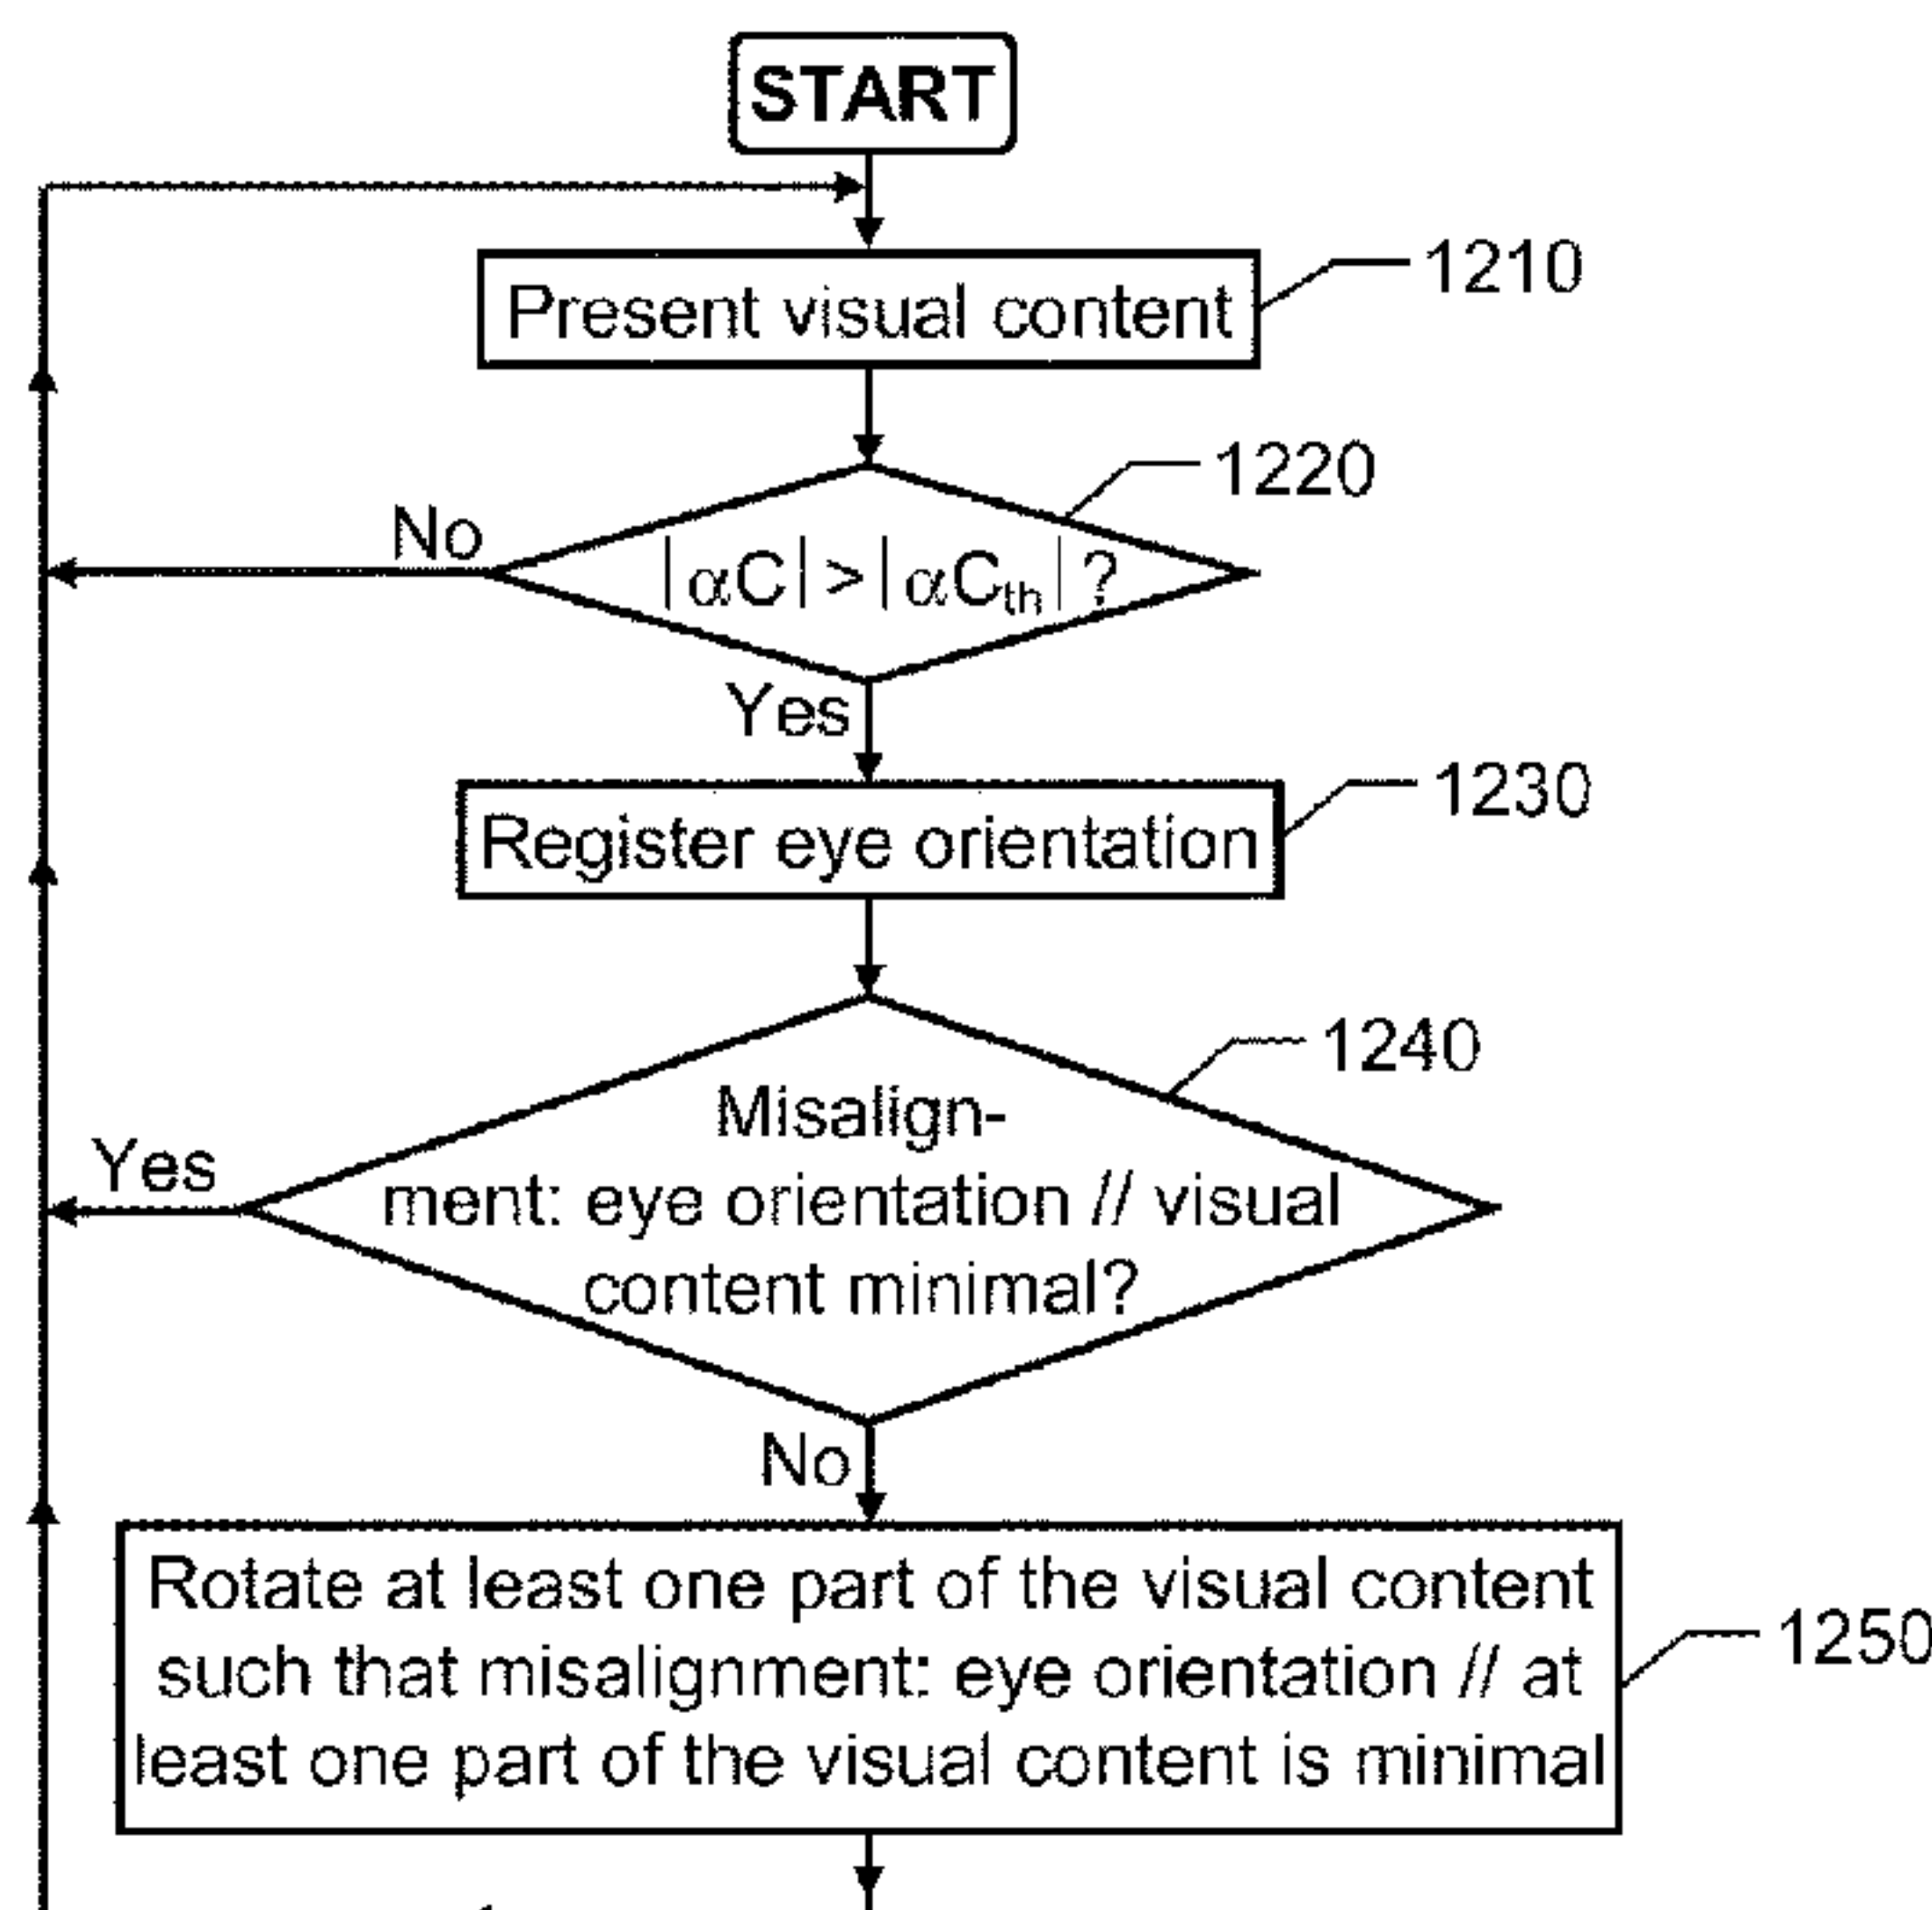 START
Present visual content
1210
1220
No
|αC|>|αCth|?
Yes
Register eye orientation
1230
1240
Misalign-
Yes
ment: eye orientation // visual
content minimal?
No
Rotate at least one part of the visual content
such that misalignment: eye orientation // at
least one part of the visual content is minimal
1250